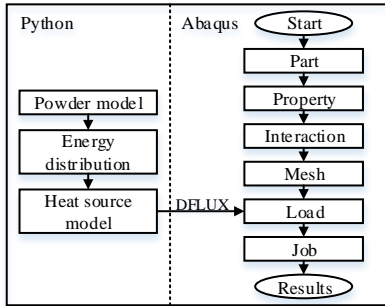 Python
Abaqus
Start
Part
Property
Powder model
Interaction
Energy
distribution
Mesh
Heat source
model
DFLUX
Load
Job
Results